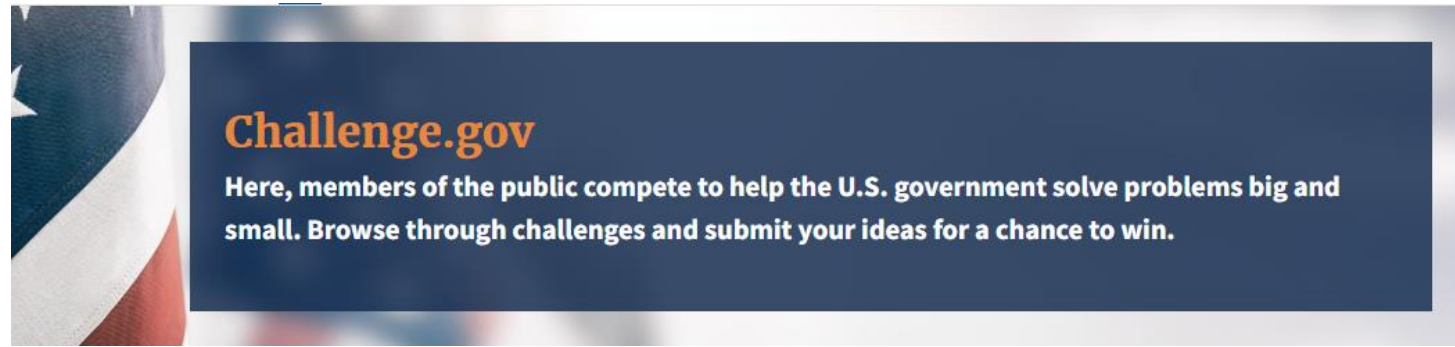 Challenge.gov
Here, members of the public compete to help the U.S. government solve problems big and
small. Browse through challenges and submit your ideas for a chance to win.